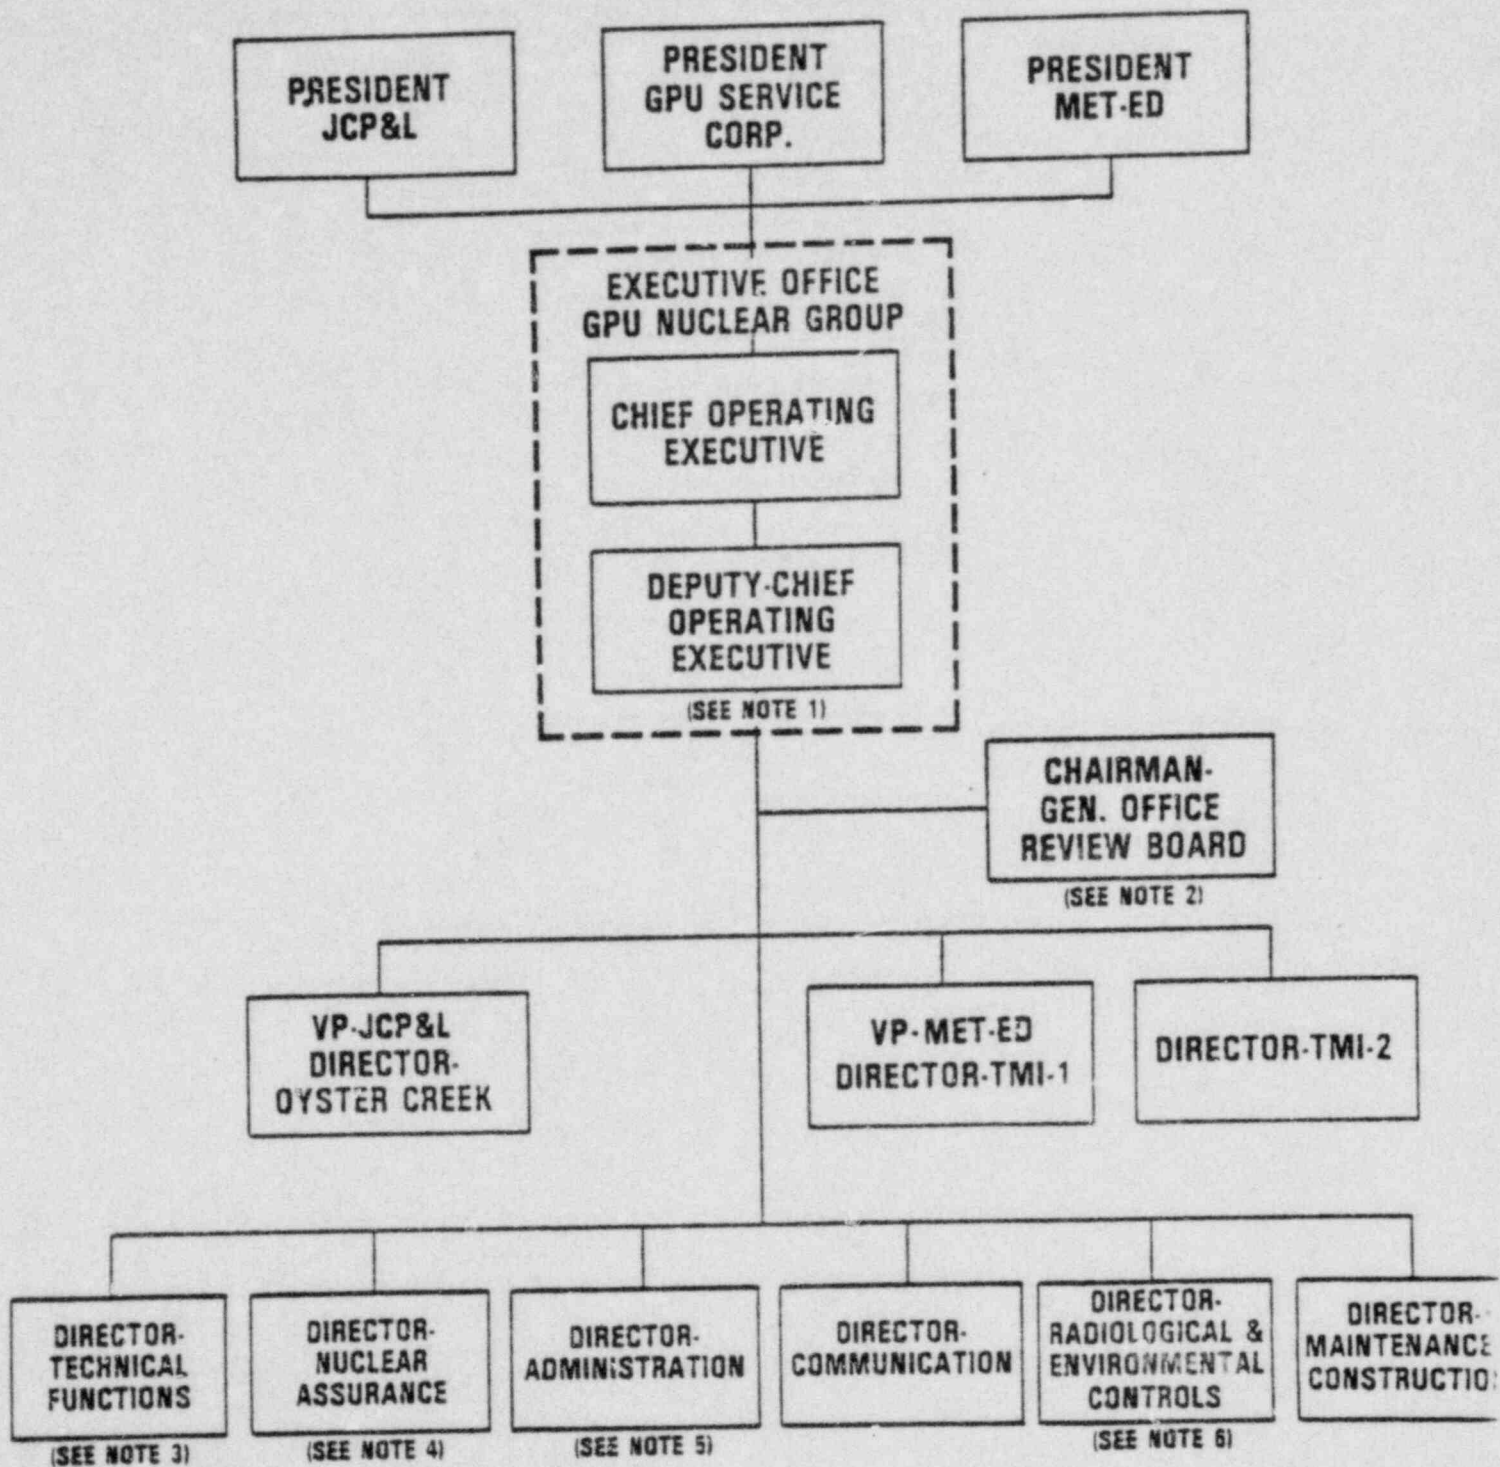 PRESIDENT
JCP&L
PRESIDENT
GPU SERVICE
CORP.
PRESIDENT
MET-ED
EXECUTIVE OFFICE
GPU NUCLEAR GROUP
CHIEF OPERATING
EXECUTIVE
DEPUTY-CHIEF
OPERATING
EXECUTIVE
(SEE NOTE 1)
CHAIRMAN-
GEN. OFFICE
REVIEW BOARD
(SEE NOTE 2)
VP-JCP&L
DIRECTOR-
OYSTER CREEK
VP-MET-ED
DIRECTOR-TMI-1
DIRECTOR-TMI-2
DIRECTOR-
TECHNICAL
FUNCTIONS
(SEE NOTE 3)
DIRECTOR-
NUCLEAR
ASSURANCE
(SEE NOTE 4)
DIRECTOR-
ADMINISTRATION
(SEE NOTE 5)
DIRECTOR-
COMMUNICATION
DIRECTOR-
RADIOLOGICAL &
ENVIRONMENTAL
CONTROLS
(SEE NOTE 6)
DIRECTOR-
MAINTENANCE
CONSTRUCTIO